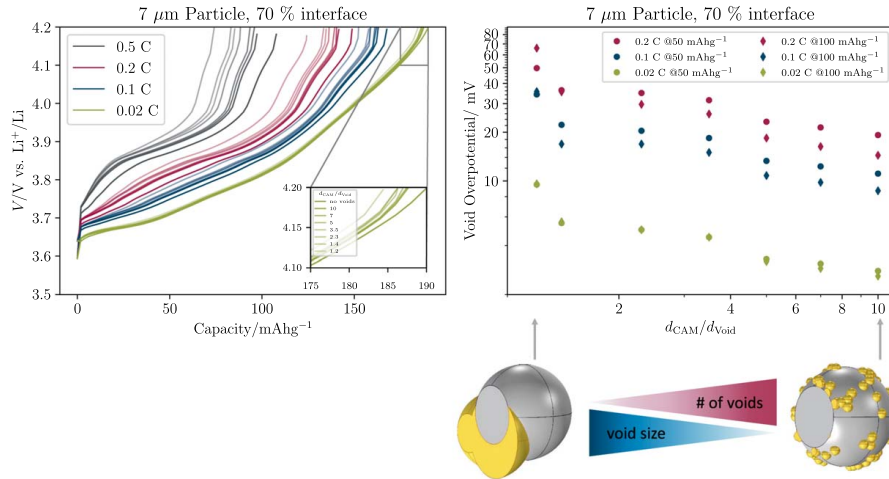 7 μm Particle, 70 % interface
4.2
4.1
4.0
3.9
3.8
3.7
3.6
3.5
V/V vs. Li⁺/Li
0.5 C
0.2 C
0.1 C
0.02 C
4.20
4.10
d_CAM/d_Void
no voids
10
7
5
3.5
2.3
1.4
1.2
175 180 185 190
0 50 100 150
Capacity/mAhg⁻¹
7 μm Particle, 70 % interface
80
70
60
50
40
30
20
10
Void Overpotential/ mV
0.2 C @50 mAhg⁻¹
0.1 C @50 mAhg⁻¹
0.02 C @50 mAhg⁻¹
0.2 C @100 mAhg⁻¹
0.1 C @100 mAhg⁻¹
0.02 C @100 mAhg⁻¹
2 4 6 8 10
d_CAM/d_Void
# of voids
void size